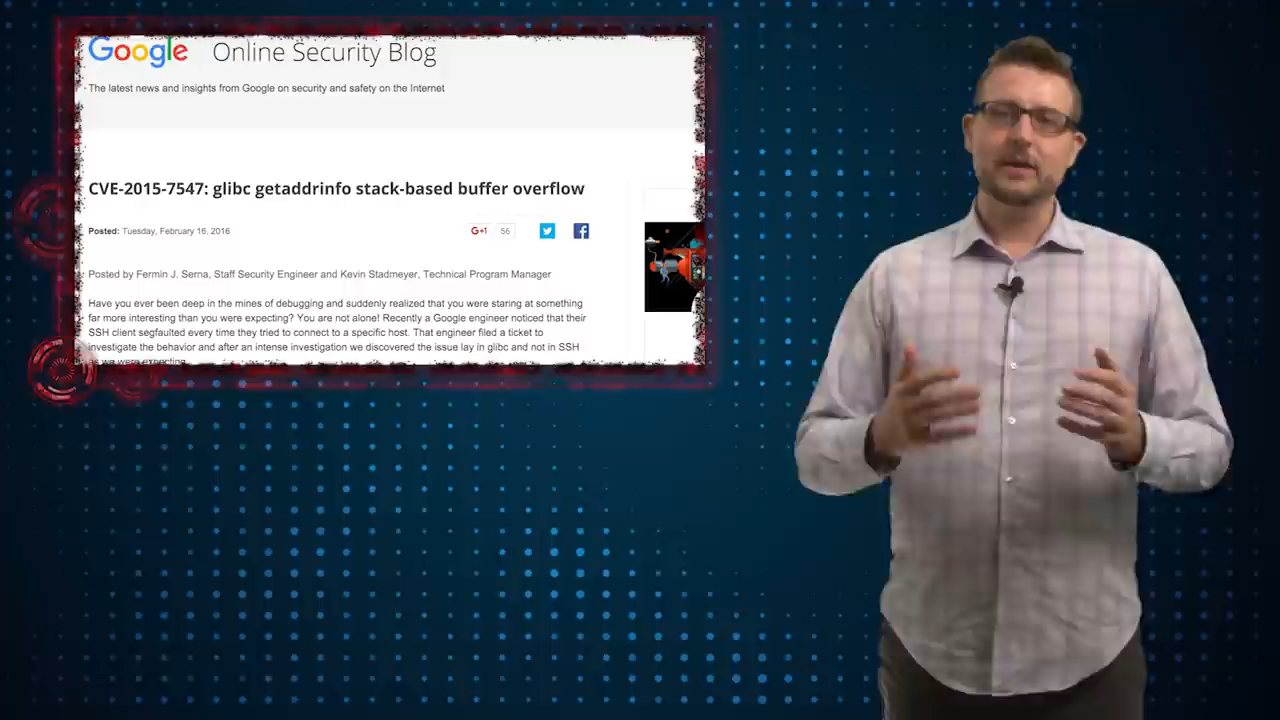 Google Online Security Blog
The latest news and insights from Google on security and safety on the Internet
CVE-2015-7547: glibc getaddrinfo stack-based buffer overflow
Posted: Tuesday, February 16, 2016
G+1 56
Posted by Fermin J. Serna, Staff Security Engineer and Kevin Stadmeyer, Technical Program Manager
Have you ever been deep in the mines of debugging and suddenly realized that you were staring at something
far more interesting than you were expecting? You are not alone! Recently a Google engineer noticed that their
SSH client segfaulted every time they tried to connect to a specific host. That engineer filed a ticket to
investigate the behavior and after an intense investigation we discovered the issue lay in glibc and not in SSH
as we were expecting.